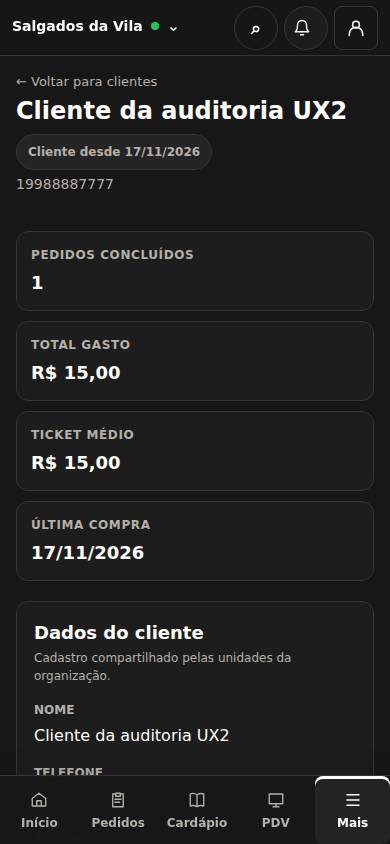 Salgados da Vila
← Voltar para clientes
Cliente da auditoria UX2
Cliente desde 17/11/2026
19988887777
PEDIDOS CONCLUÍDOS
1
TOTAL GASTO
R$ 15,00
TICKET MÉDIO
R$ 15,00
ÚLTIMA COMPRA
17/11/2026
Dados do cliente
Cadastro compartilhado pelas unidades da
organização.
NOME
Cliente da auditoria UX2
TELEFONE
Início Pedidos Cardápio PDV Mais